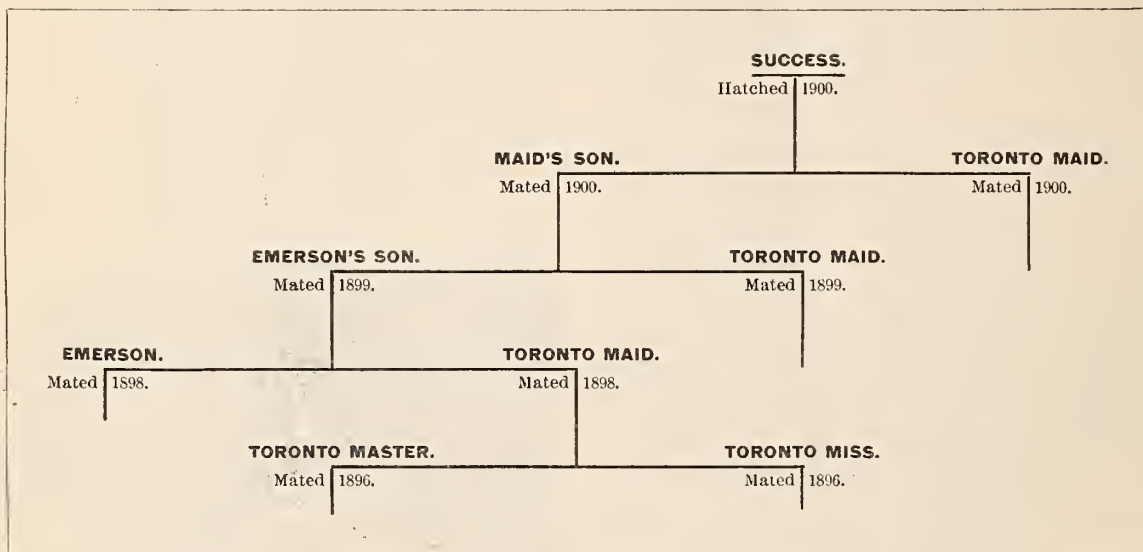 SUCCESS.
Hatched 1900.
MAID'S SON. TORONTO MAID.
Mated 1900. Mated 1900.
EMERSON'S SON. TORONTO MAID.
Mated 1899. Mated 1899.
EMERSON. TORONTO MAID.
Mated 1898. Mated 1898.
TORONTO MASTER. TORONTO MISS.
Mated 1896. Mated 1896.